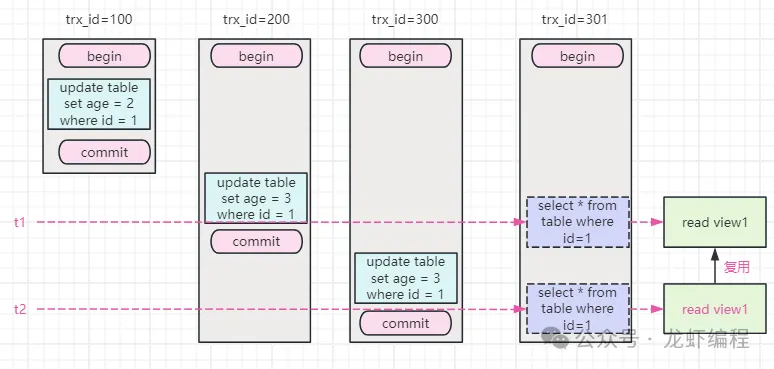 trx_id=100
trx_id=200
trx_id=300
trx_id=301
begin
begin
begin
begin
update table
set age = 2
where id = 1
commit
update table
set age = 3
where id = 1
t1
select * from
table where
id=1
read view1
commit
update table
set age = 3
where id = 1
复用
t2
select * from
table where
id=1
read view1
commit
公众号 · 龙虾编程